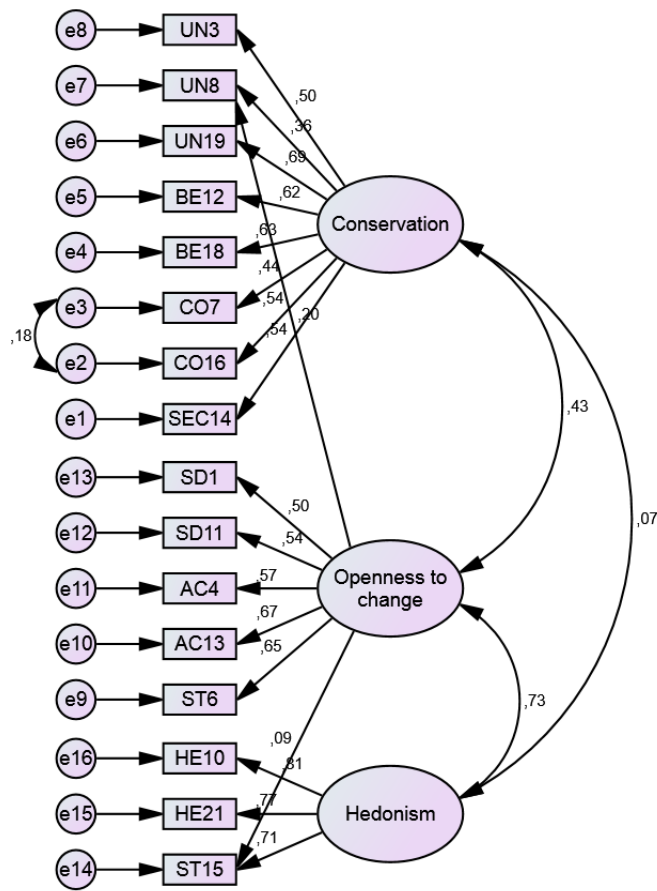 e8
UN3
,50
e7
UN8
,36
e6
UN19
,69
e5
BE12
,62
Conservation
e4
BE18
,63
,44
e3
CO7
,54
,20
,18
e2
CO16
,54
e1
SEC14
,43
e13
SD1
,50
,07
e12
SD11
,54
e11
AC4
,57
Openness to
change
e10
AC13
,67
e9
ST6
,65
,73
e16
HE10
,09
,81
e15
HE21
,77
Hedonism
e14
ST15
,71